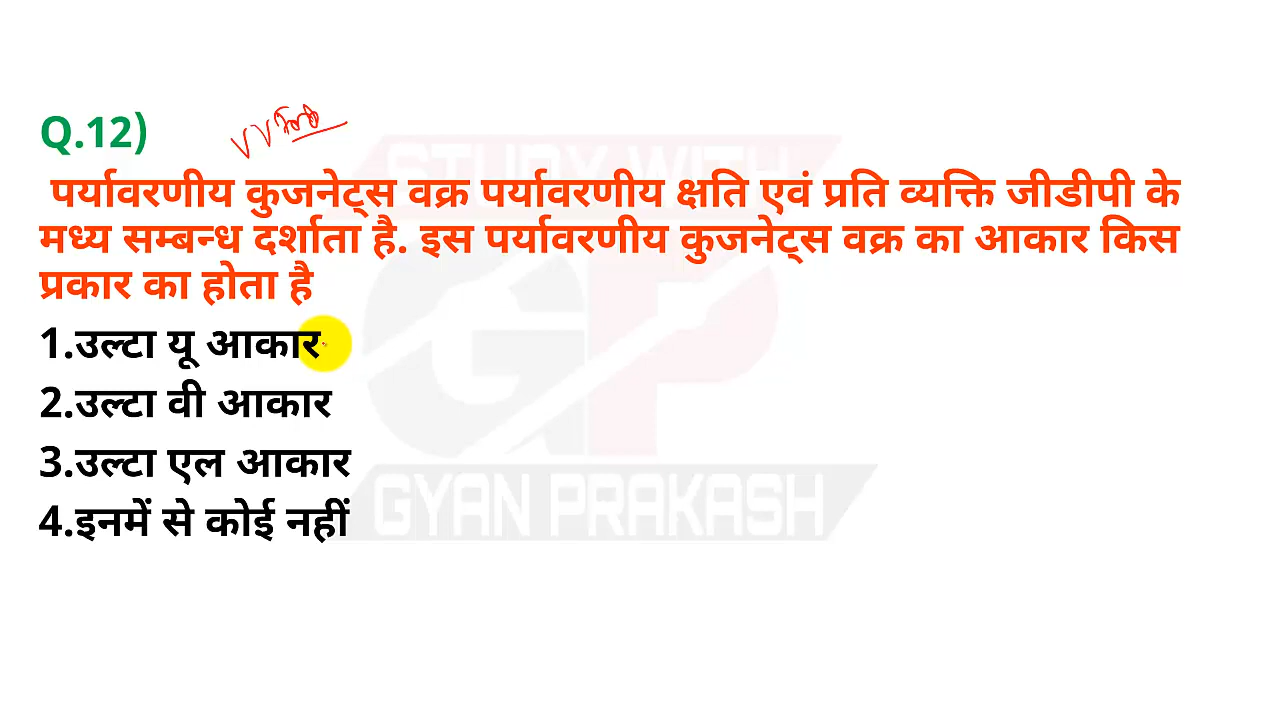 Q.12)
पर्यावरणीय कुजनेट्स वक्र पर्यावरणीय क्षति एवं प्रति व्यक्ति जीडीपी के
मध्य सम्बन्ध दर्शाता है. इस पर्यावरणीय कुजनेट्स वक्र का आकार किस
प्रकार का होता है
1.उल्टा यू आकार
2.उल्टा वी आकार
3.उल्टा एल आकार
4.इनमें से कोई नहीं
STUDY WITH
GP
GYAN PRAKASH